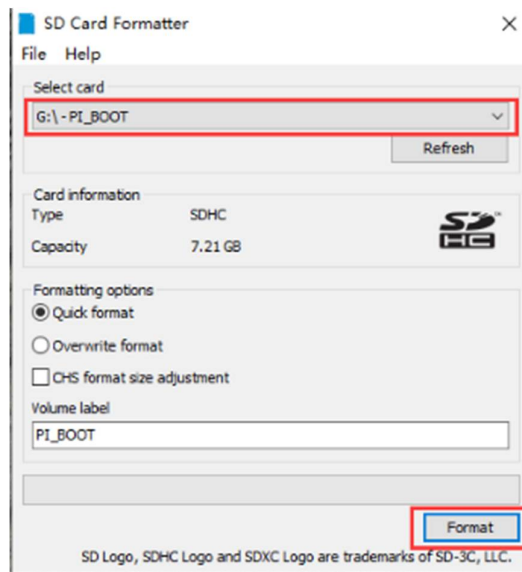 SD Card Formatter
File Help
Select card
G:\ - PI_BOOT
Refresh
Card information
Type SDHC
Capacity 7.21 GB
SD HC
Formatting options
Quick format
Overwrite format
CHS format size adjustment
Volume label
PI_BOOT
Format
SD Logo, SDHC Logo and SDXC Logo are trademarks of SD-3C, LLC.